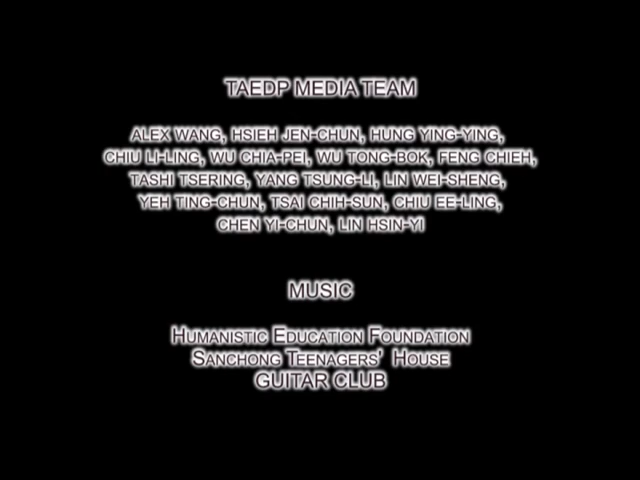 TAEDP MEDIA TEAM
ALEX WANG, HSIEH JEN-CHUN, HUNG YING-YING,
CHIU LI-LING, WU CHIA-PEI, WU TONG-BOK, FENG CHIEH,
TASHI TSERING, YANG TSUNG-LI, LIN WEI-SHENG,
YEH TING-CHUN, TSAI CHIH-SUN, CHIU EE-LING,
CHEN YI-CHUN, LIN HSIN-YI
MUSIC
HUMANISTIC EDUCATION FOUNDATION
SANCHONG TEENAGERS' HOUSE
GUITAR CLUB